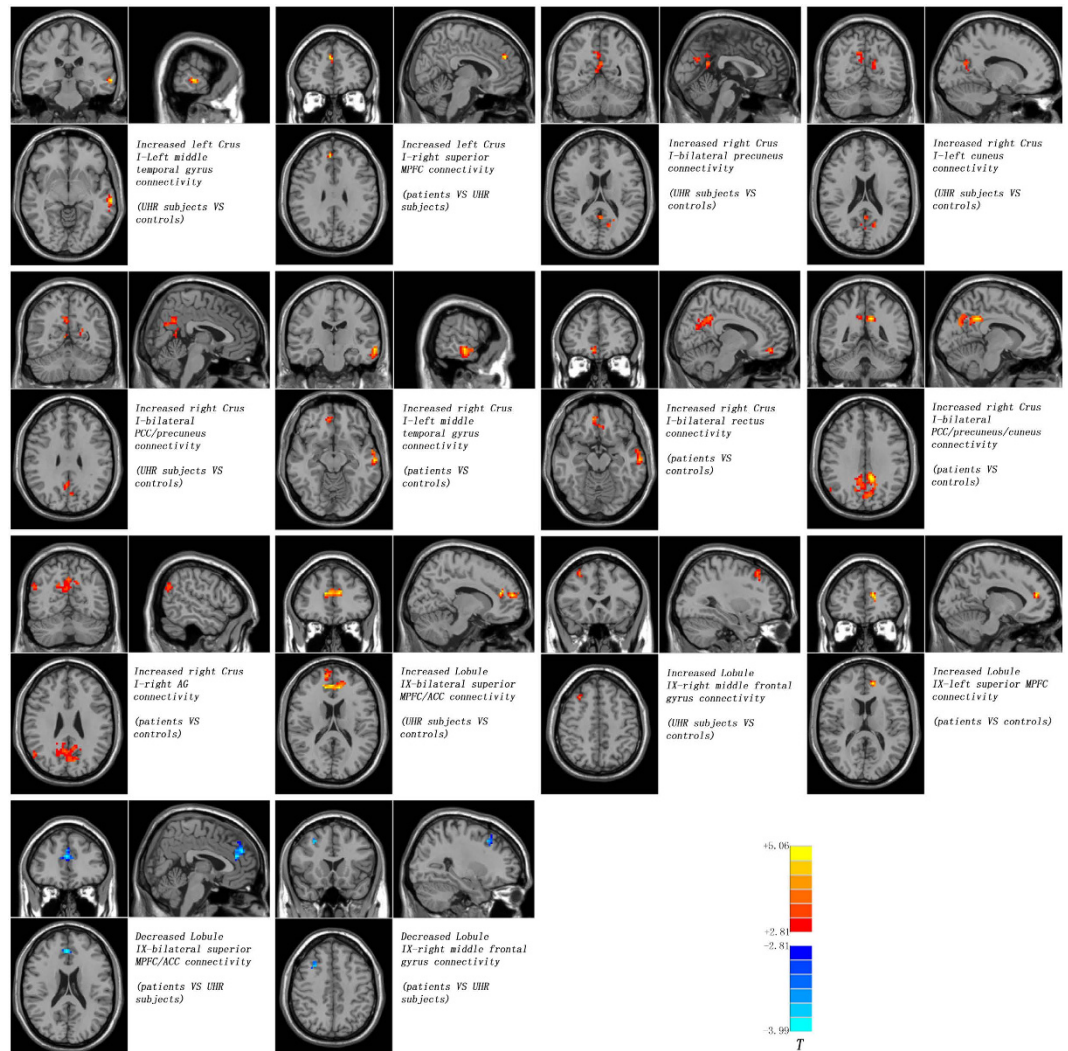 Increased left Crus
I-Left middle
temporal gyrus
connectivity
(UHR subjects VS
controls)
Increased left Crus
I-right superior
MPFC connectivity
(patients VS UHR
subjects)
Increased right Crus
I-bilateral precuneus
connectivity
(UHR subjects VS
controls)
Increased right Crus
I-left cuneus
connectivity
(UHR subjects VS
controls)
Increased right Crus
I-bilateral
PCC/precuneus
connectivity
(UHR subjects VS
controls)
Increased right Crus
I-left middle
temporal gyrus
connectivity
(patients VS
controls)
Increased right Crus
I-bilateral rectus
connectivity
(patients VS
controls)
Increased right Crus
I-bilateral
PCC/precuneus/cuneus
connectivity
(patients VS
controls)
Increased right Crus
I-right AG
connectivity
(patients VS
controls)
Increased Lobule
IX-bilateral superior
MPFC/ACC connectivity
(UHR subjects VS
controls)
Increased Lobule
IX-right middle frontal
gyrus connectivity
(UHR subjects VS
controls)
Increased Lobule
IX-left superior MPFC
connectivity
(patients VS controls)
Decreased Lobule
IX-bilateral superior
MPFC/ACC connectivity
(patients VS UHR
subjects)
Decreased Lobule
IX-right middle frontal
gyrus connectivity
(patients VS UHR
subjects)
+5.06
+2.81
-2.81
-3.99
T